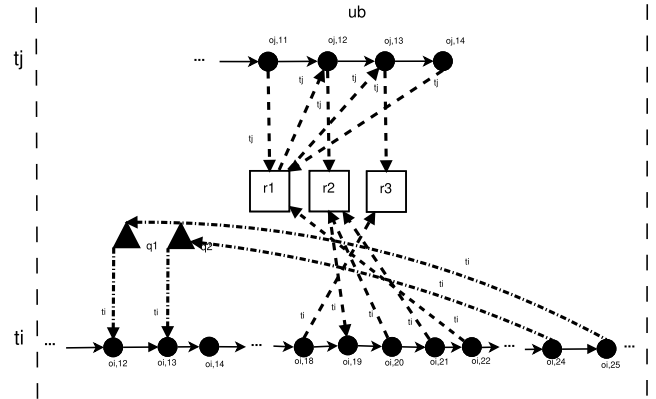 ub
tj
... oj,11 oj,12 oj,13 oj,14
tj tj tj tj
tj
tj
r1 r2 r3
q1 q2
ti
ti
ti ti ti ti ti ti
ti
... ... ... ...
oi,12 oi,13 oi,14 oi,18 oi,19 oi,20 oi,21 oi,22 oi,24 oi,25